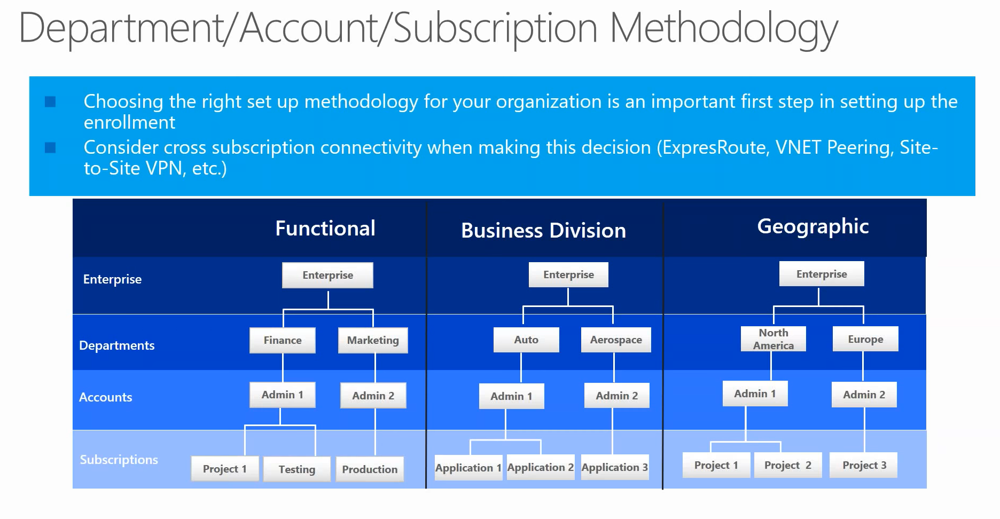 Department/Account/Subscription Methodology
Choosing the right set up methodology for your organization is an important first step in setting up the
enrollment
Consider cross subscription connectivity when making this decision (ExpresRoute, VNET Peering, Site-
to-Site VPN, etc.)
Functional
Business Division
Geographic
Enterprise
Enterprise
Enterprise
Enterprise
Departments
Finance
Marketing
Auto
Aerospace
North
America
Europe
Accounts
Admin 1
Admin 2
Admin 1
Admin 2
Admin 1
Admin 2
Subscriptions
Project 1
Testing
Production
Application 1
Application 2
Application 3
Project 1
Project 2
Project 3